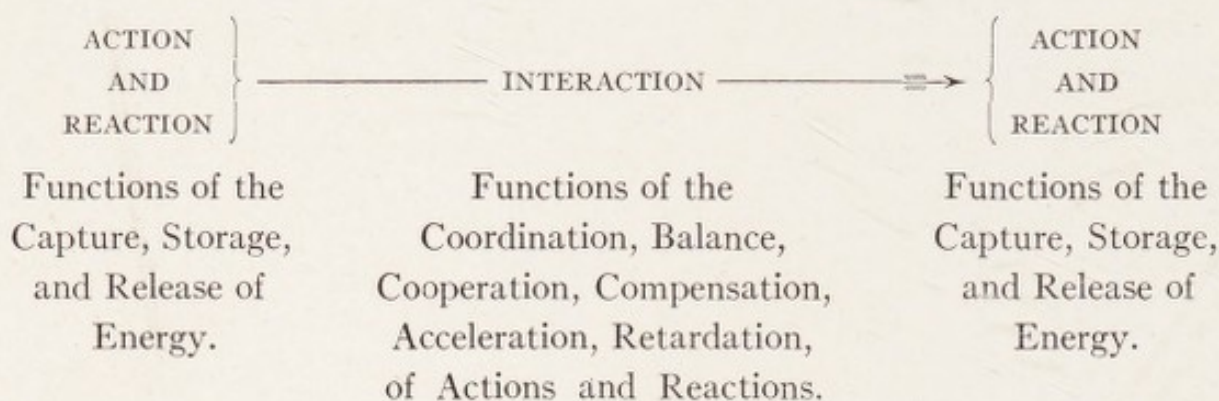 ACTION
AND
REACTION
INTERACTION
ACTION
AND
REACTION
Functions of the
Capture, Storage,
and Release of
Energy.
Functions of the
Coordination, Balance,
Cooperation, Compensation,
Acceleration, Retardation,
of Actions and Reactions.
Functions of the
Capture, Storage,
and Release of
Energy.